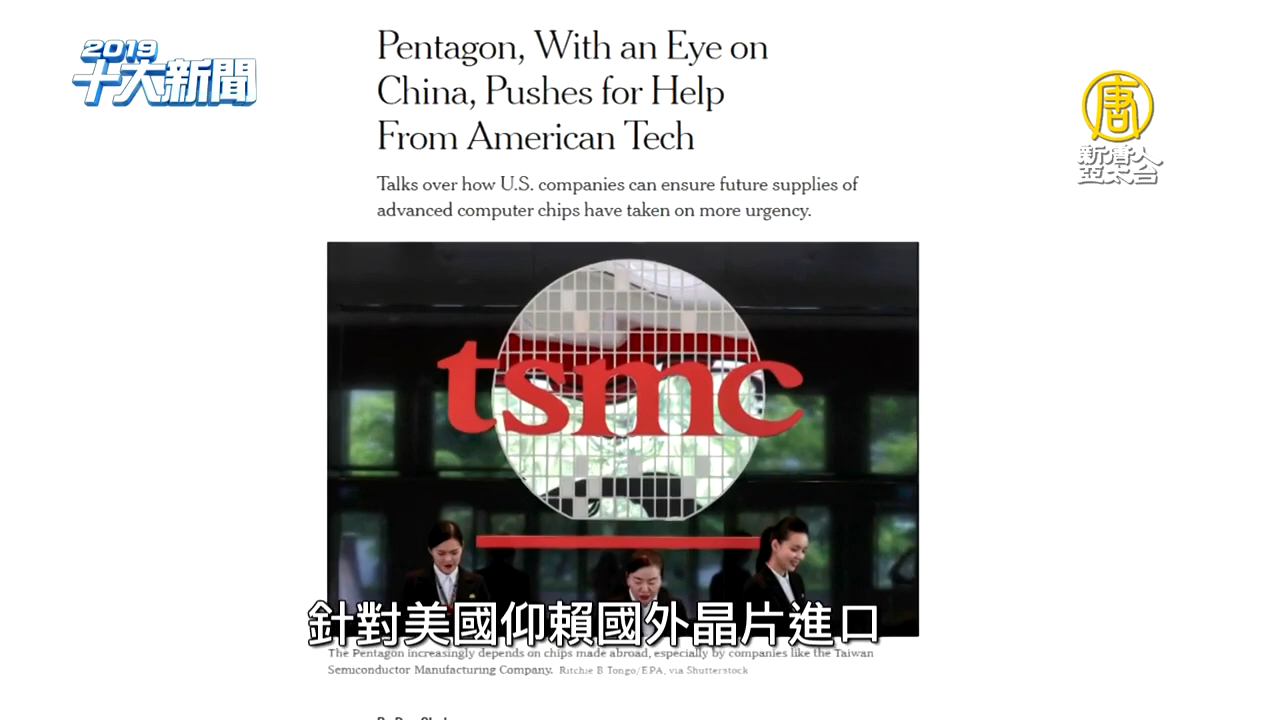 2019
十大新聞
Pentagon, With an Eye on
China, Pushes for Help
From American Tech
唐
新唐人
亞太台
Talks over how U.S. companies can ensure future supplies of
advanced computer chips have taken on more urgency.
tsmc
針對美國仰賴國外晶片進口
The Pentagon increasingly depends on chips made abroad, especially by companies like the Taiwan
Semiconductor Manufacturing Company. Ritchie B Tongo/EPA, via Shutterstock